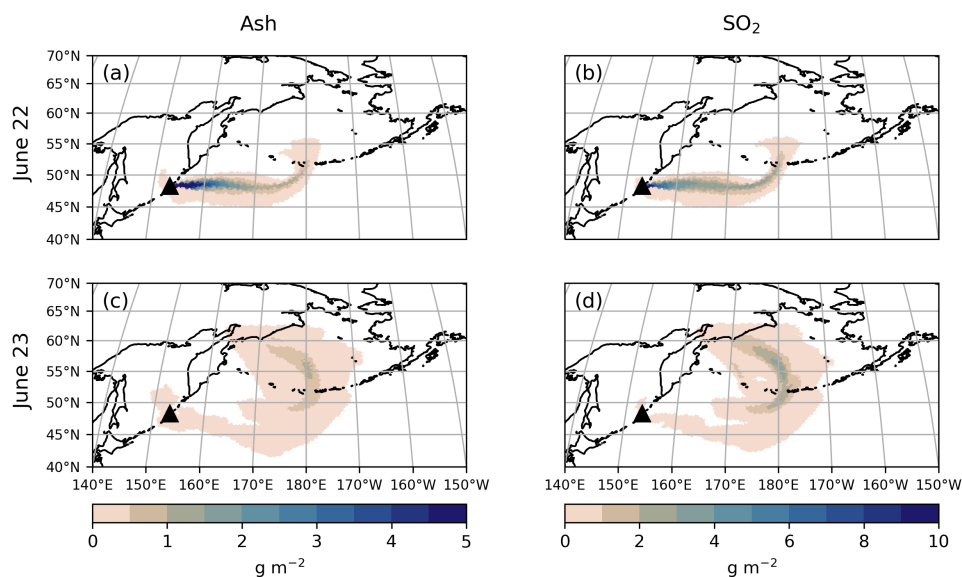 Ash
SO₂
June 22
70°N
65°N
60°N
55°N
50°N
45°N
40°N
(a)
(b)
June 23
70°N
65°N
60°N
55°N
50°N
45°N
40°N
(c)
(d)
140°E 150°E 160°E 170°E 180°E 170°W 160°W 150°W
140°E 150°E 160°E 170°E 180°E 170°W 160°W 150°W
0 1 2 3 4 5
g m⁻²
0 2 4 6 8 10
g m⁻²